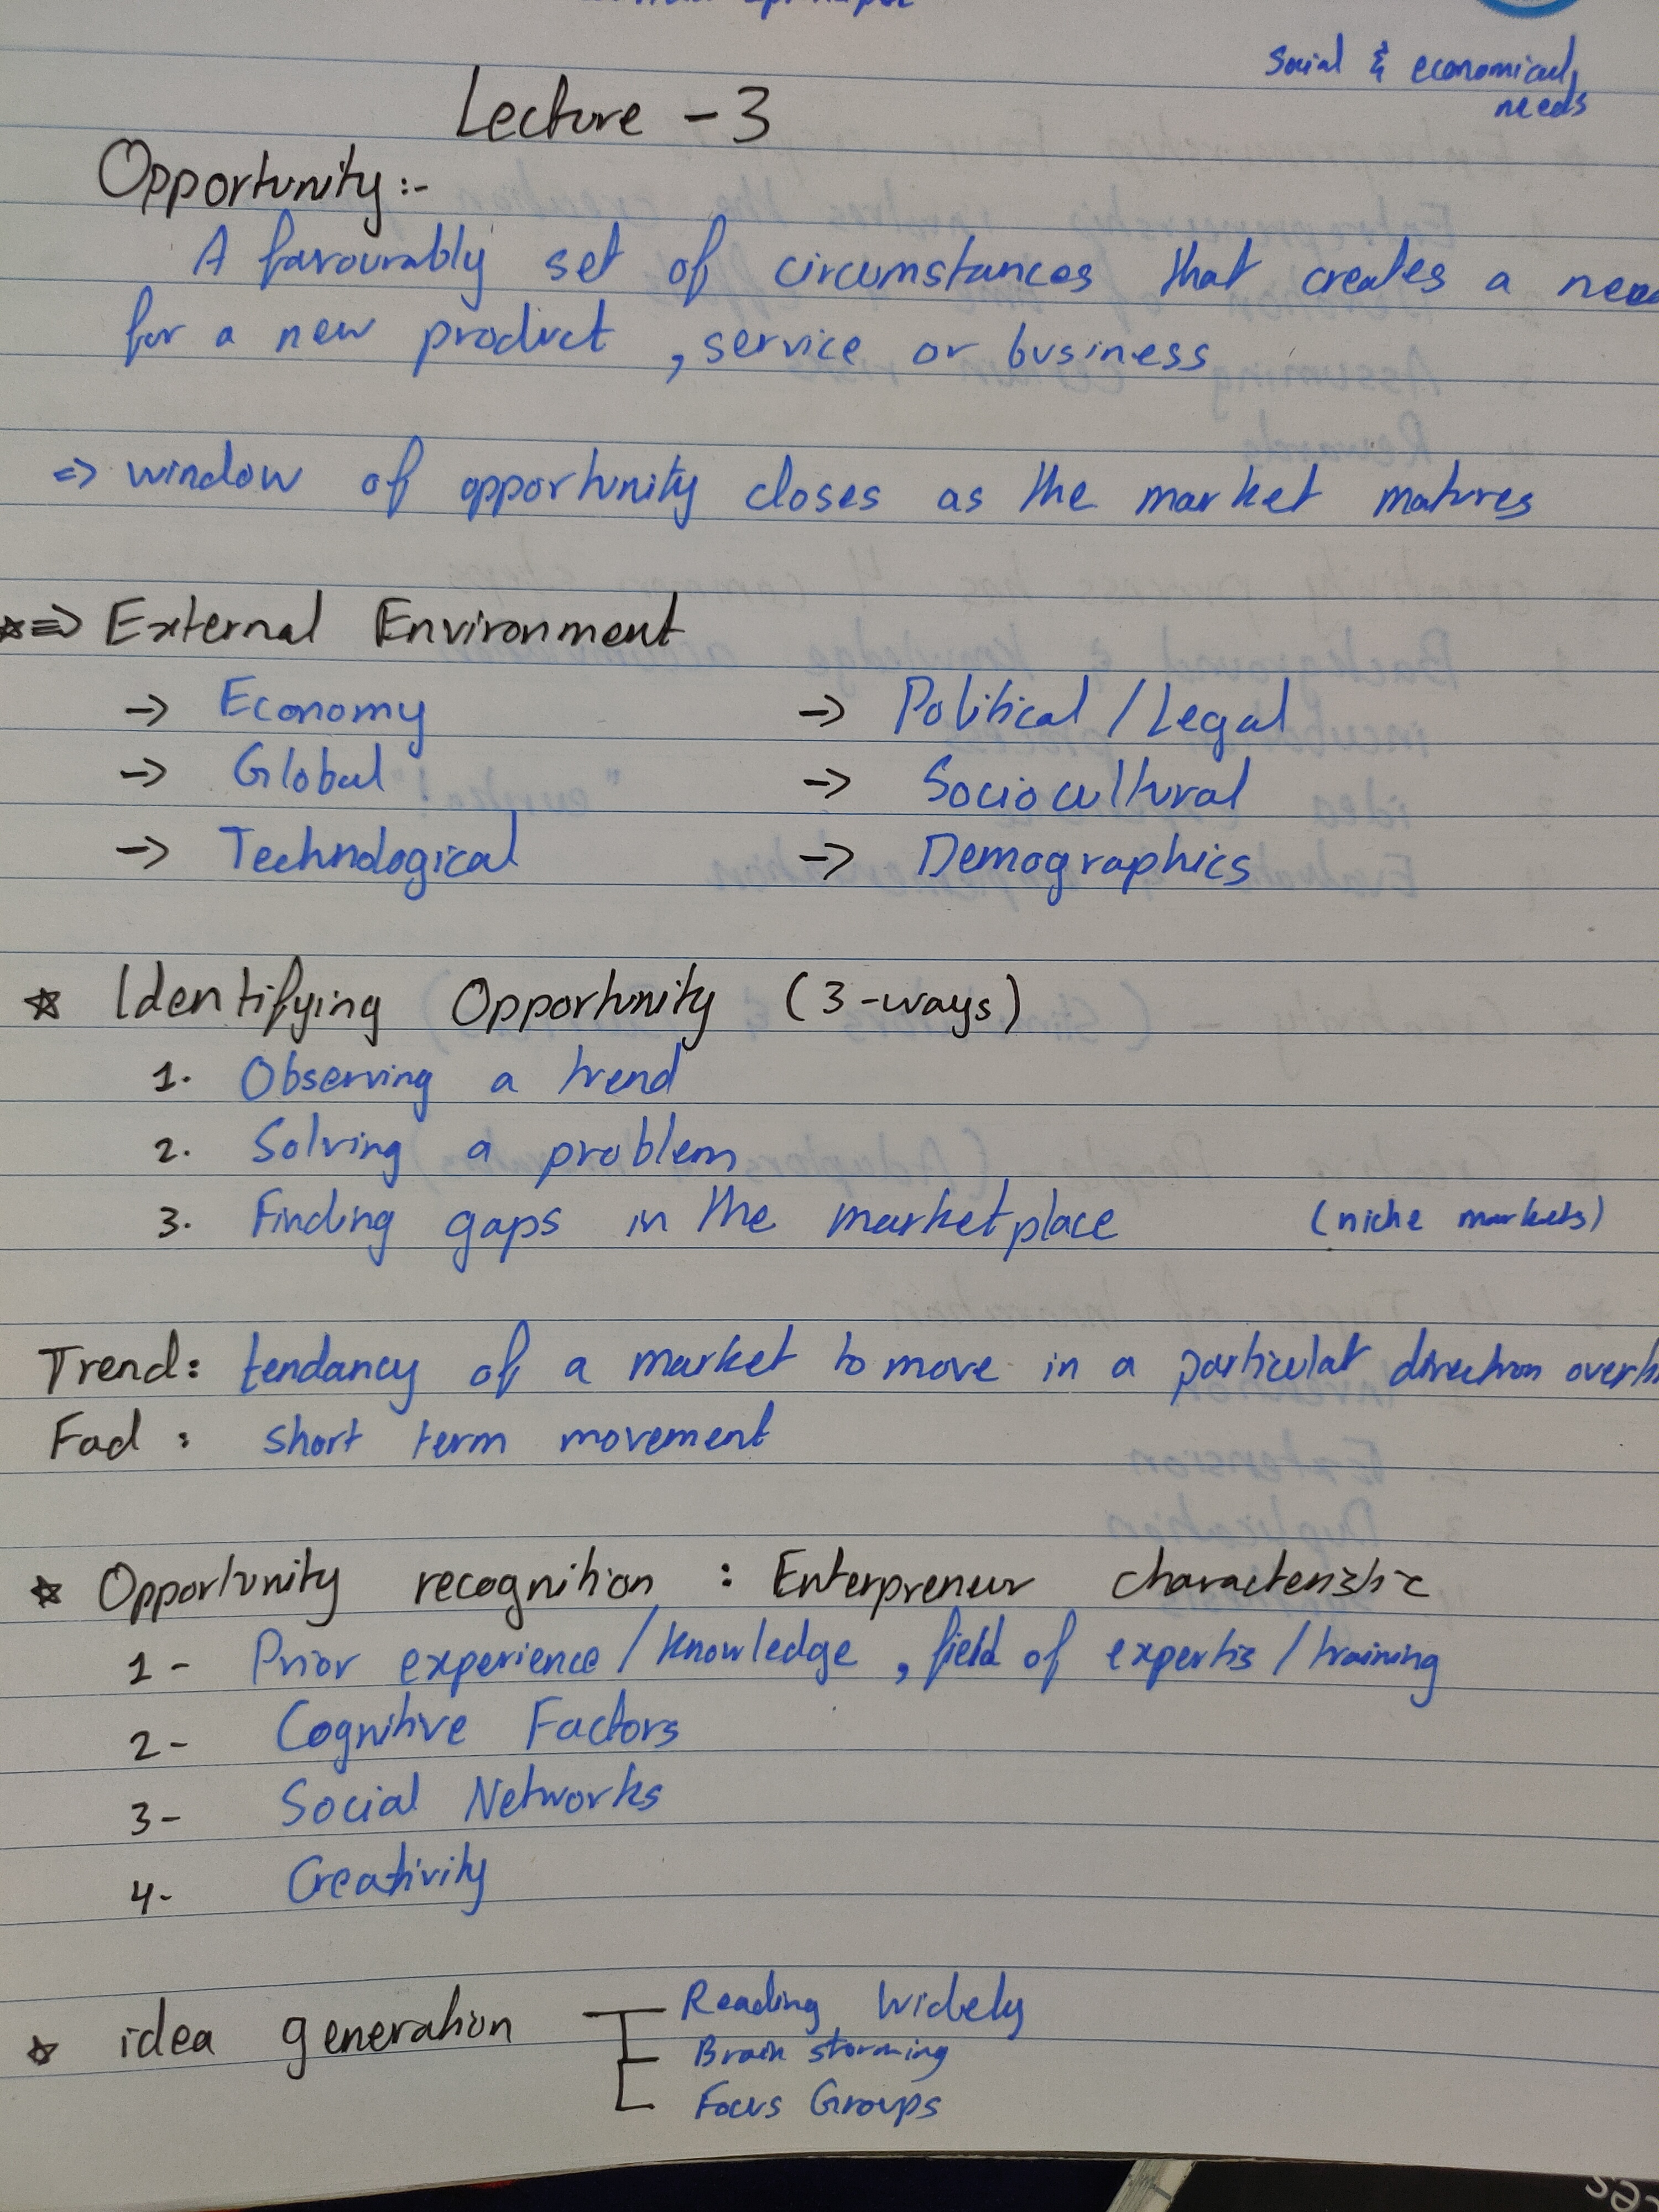 Social & economical
needs
Lecture - 3
Opportunity :-
A favourably set of circumstances that creates a need
for a new product , service or business
=> window of opportunity closes as the market matures
☆=> External Environment
-> Economy -> Political / Legal
-> Global -> Sociocultural
-> Technological -> Demographics
☆ Identifying Opportunity (3-ways)
1. Observing a trend
2. Solving a problem
3. Finding gaps in the marketplace (niche markets)
Trend: tendancy of a market to move in a particular direction over
Fad : short term movement
☆ Opportunity recognition : Enterpreneur characteristic
1- Prior experience / knowledge , field of expertis / training
2- Cognitive Factors
3- Social Networks
4- Creativity
☆ idea generation
Reading Widely
Brain storming
Focus Groups